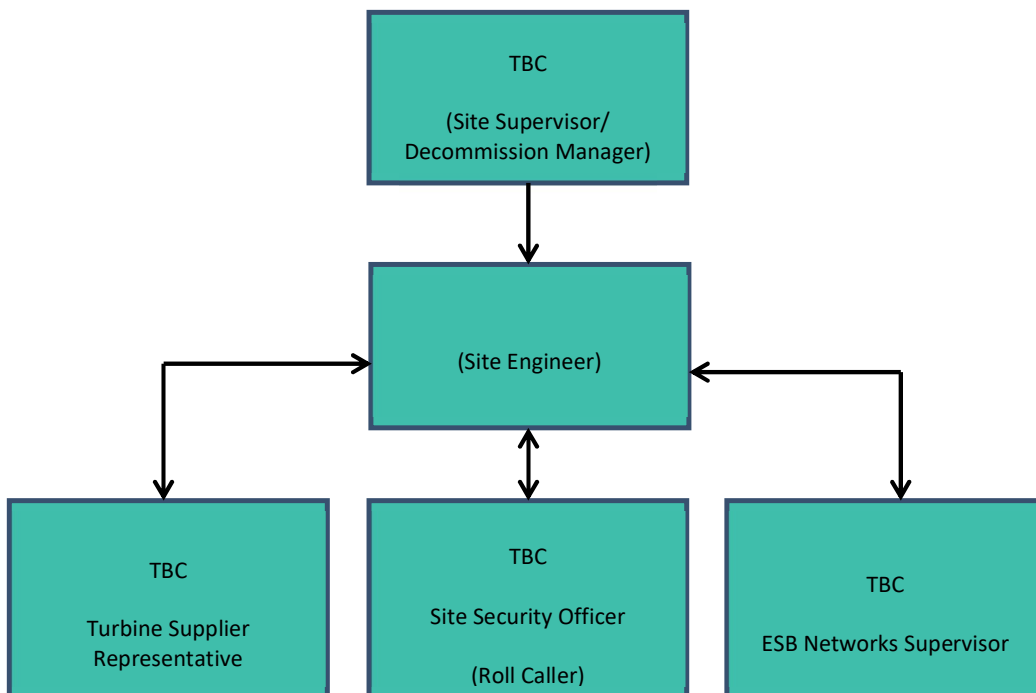 TBC
(Site Supervisor/
Decommission Manager)
(Site Engineer)
TBC
Turbine Supplier
Representative
TBC
Site Security Officer
(Roll Caller)
TBC
ESB Networks Supervisor